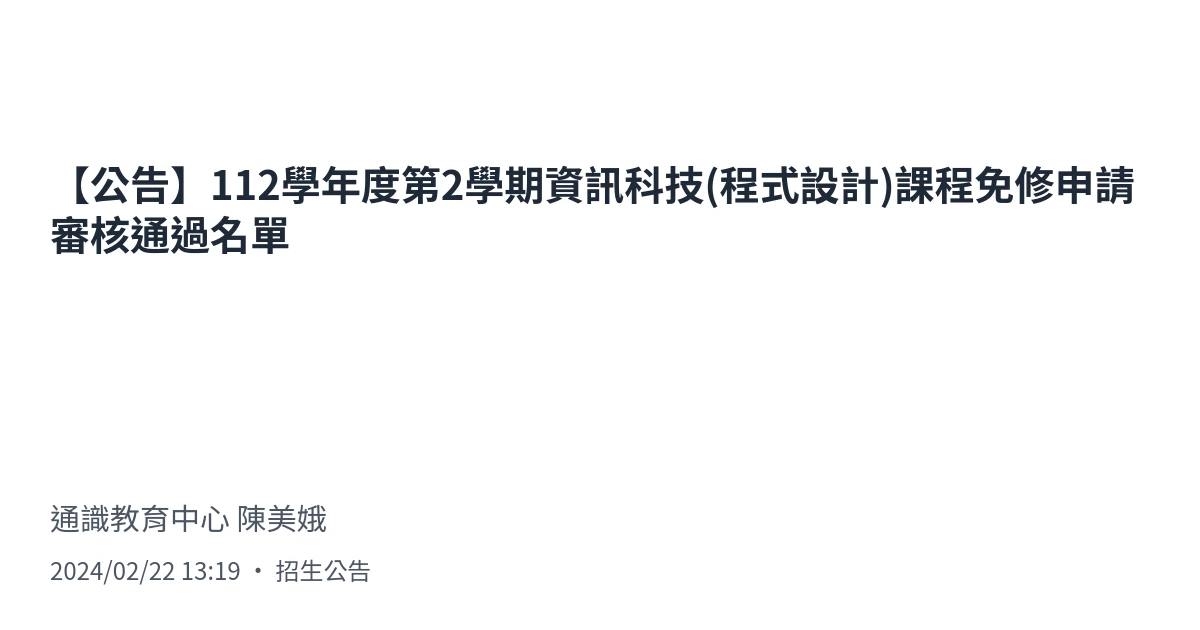 【公告】112學年度第2學期資訊科技(程式設計)課程免修申請
審核通過名單
通識教育中心 陳美娥
2024/02/22 13:19 ・ 招生公告